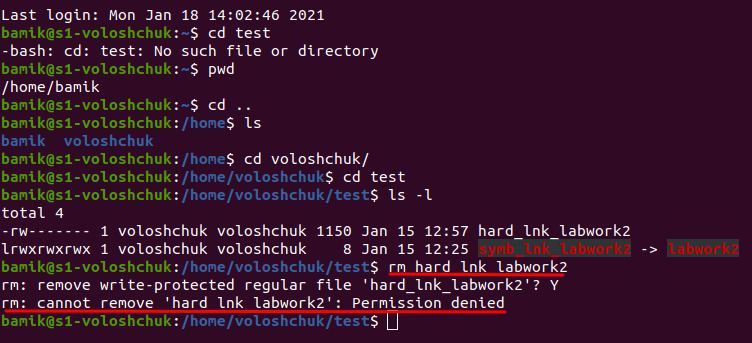 Last login: Mon Jan 18 14:02:46 2021
bamik@s1-voloshchuk:~$ cd test
-bash: cd: test: No such file or directory
bamik@s1-voloshchuk:~$ pwd
/home/bamik
bamik@s1-voloshchuk:~$ cd ..
bamik@s1-voloshchuk:/home$ ls
bamik  voloshchuk
bamik@s1-voloshchuk:/home$ cd voloshchuk/
bamik@s1-voloshchuk:/home/voloshchuk$ cd test
bamik@s1-voloshchuk:/home/voloshchuk/test$ ls -l
total 4
-rw------- 1 voloshchuk voloshchuk 1150 Jan 15 12:57 hard_lnk_labwork2
lrwxrwxrwx 1 voloshchuk voloshchuk    8 Jan 15 12:25 symb_lnk_labwork2 -> labwork2
bamik@s1-voloshchuk:/home/voloshchuk/test$ rm hard_lnk_labwork2
rm: remove write-protected regular file 'hard_lnk_labwork2'? Y
rm: cannot remove 'hard_lnk_labwork2': Permission denied
bamik@s1-voloshchuk:/home/voloshchuk/test$